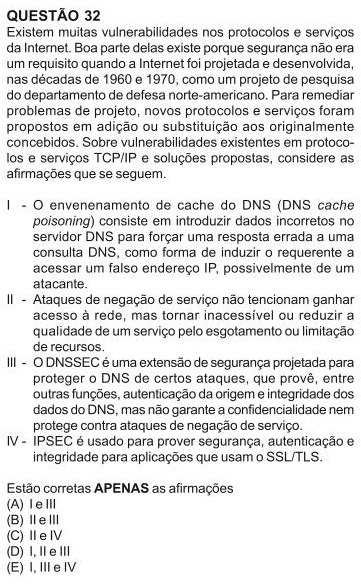 QUESTÃO 32
Existem muitas vulnerabilidades nos protocolos e serviços
da Internet. Boa parte delas existe porque segurança não era
um requisito quando a Internet foi projetada e desenvolvida,
nas décadas de 1960 e 1970, como um projeto de pesquisa
do departamento de defesa norte-americano. Para remediar
problemas de projeto, novos protocolos e serviços foram
propostos em adição ou substituição aos originalmente
concebidos. Sobre vulnerabilidades existentes em protoco-
los e serviços TCP/IP e soluções propostas, considere as
afirmações que se seguem.
I - O envenenamento de cache do DNS (DNS cache
poisoning) consiste em introduzir dados incorretos no
servidor DNS para forçar uma resposta errada a uma
consulta DNS, como forma de induzir o requerente a
acessar um falso endereço IP, possivelmente de um
atacante.
II - Ataques de negação de serviço não tencionam ganhar
acesso à rede, mas tornar inacessível ou reduzir a
qualidade de um serviço pelo esgotamento ou limitação
de recursos.
III - O DNSSEC é uma extensão de segurança projetada para
proteger o DNS de certos ataques, que provê, entre
outras funções, autenticação da origem e integridade dos
dados do DNS, mas não garante a confidencialidade nem
protege contra ataques de negação de serviço.
IV - IPSEC é usado para prover segurança, autenticação e
integridade para aplicações que usam o SSL/TLS.
Estão corretas APENAS as afirmações
(A) I e III
(B) II e III
(C) II e IV
(D) I, II e III
(E) I, III e IV